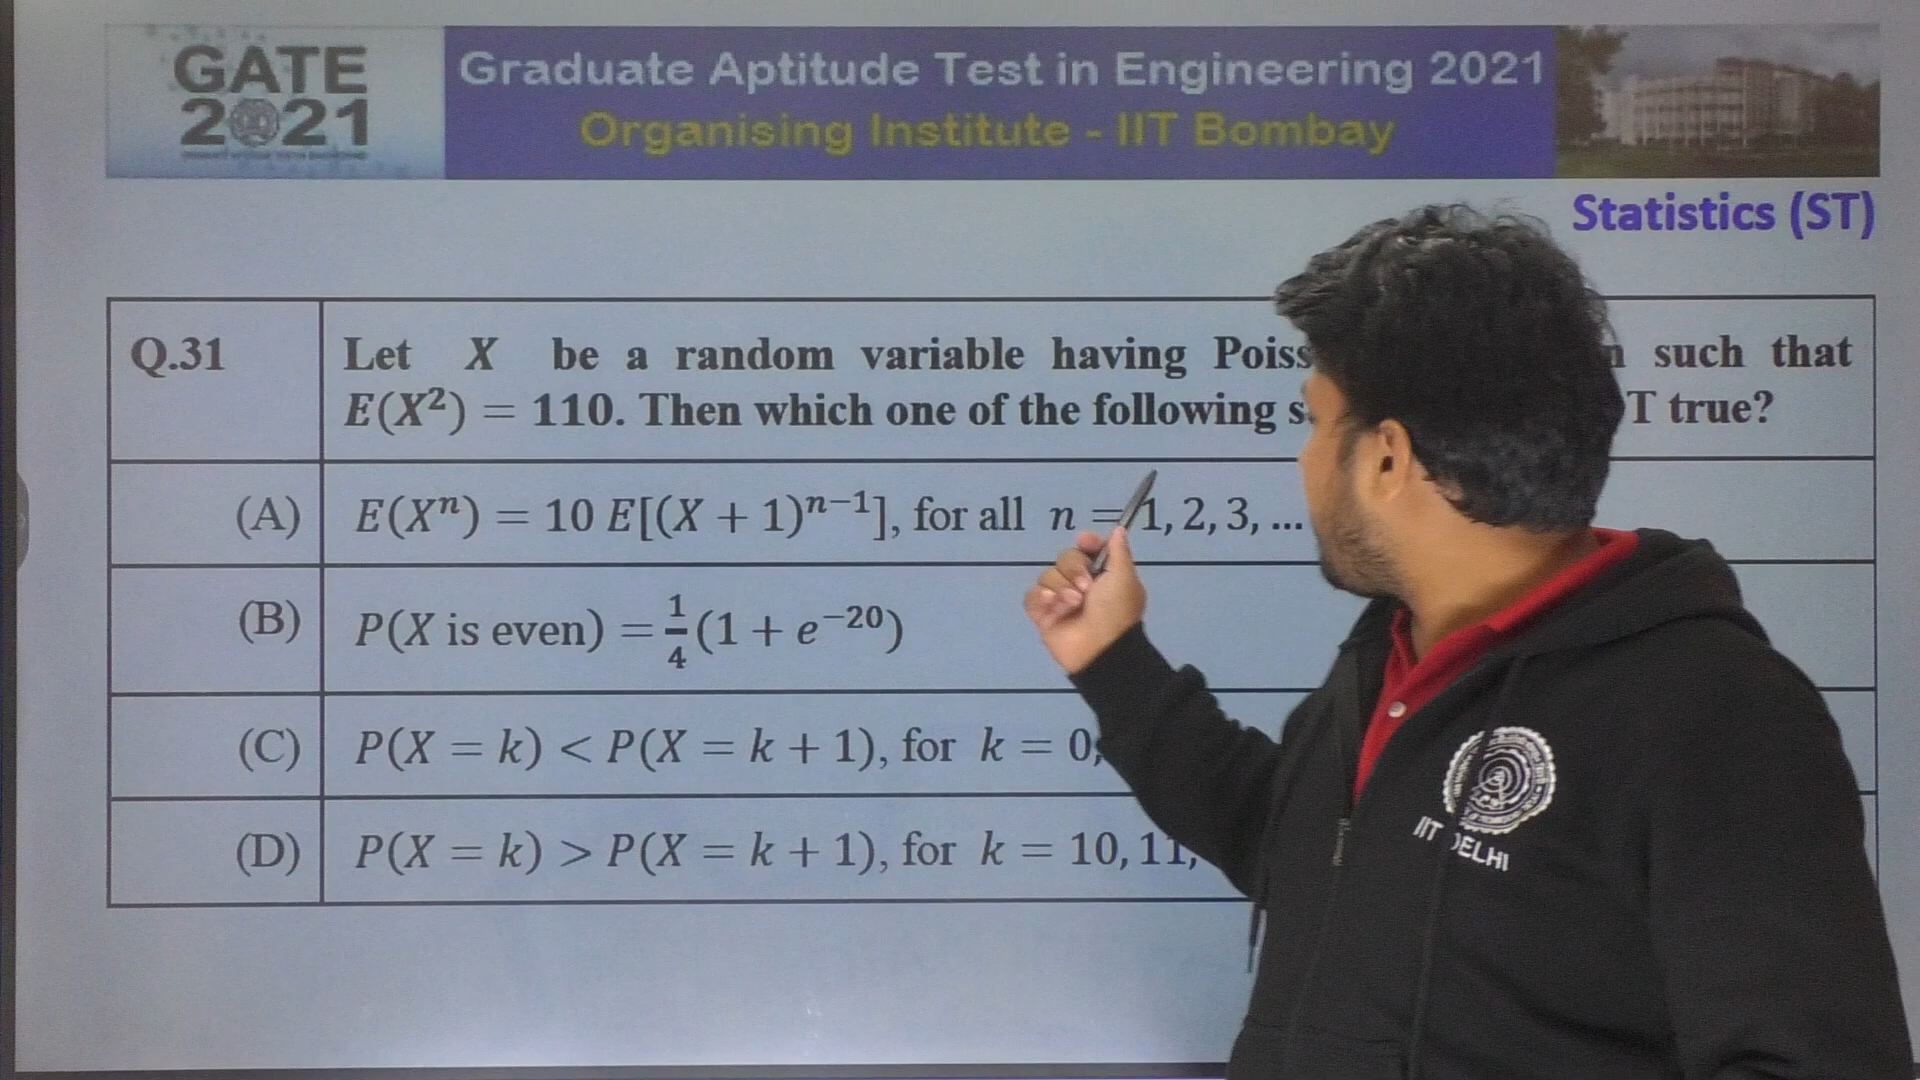 GATE
2021
Graduate Aptitude Test in Engineering 2021
Organising Institute - IIT Bombay
Statistics (ST)
Q.31
Let X be a random variable having Poiss such that
E(X²) = 110. Then which one of the following T true?
(A) E(Xⁿ) = 10 E[(X + 1)ⁿ⁻¹], for all n = 1, 2, 3, ...
(B) P(X is even) = 1/4 (1 + e⁻²⁰)
(C) P(X = k) < P(X = k + 1), for k = 0,
(D) P(X = k) > P(X = k + 1), for k = 10, 11,
IIT DELHI